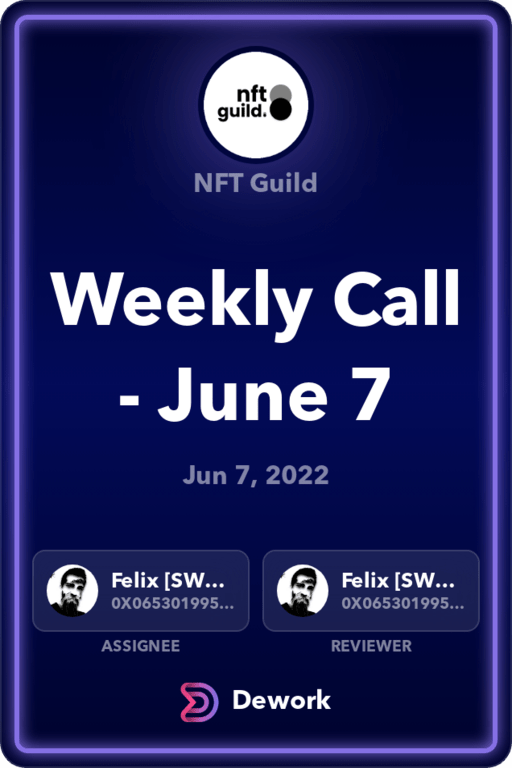 nft
guild.
NFT Guild
Weekly Call
- June 7
Jun 7, 2022
Felix [SW...
0X065301995...
ASSIGNEE
Felix [SW...
0X065301995...
REVIEWER
Dework